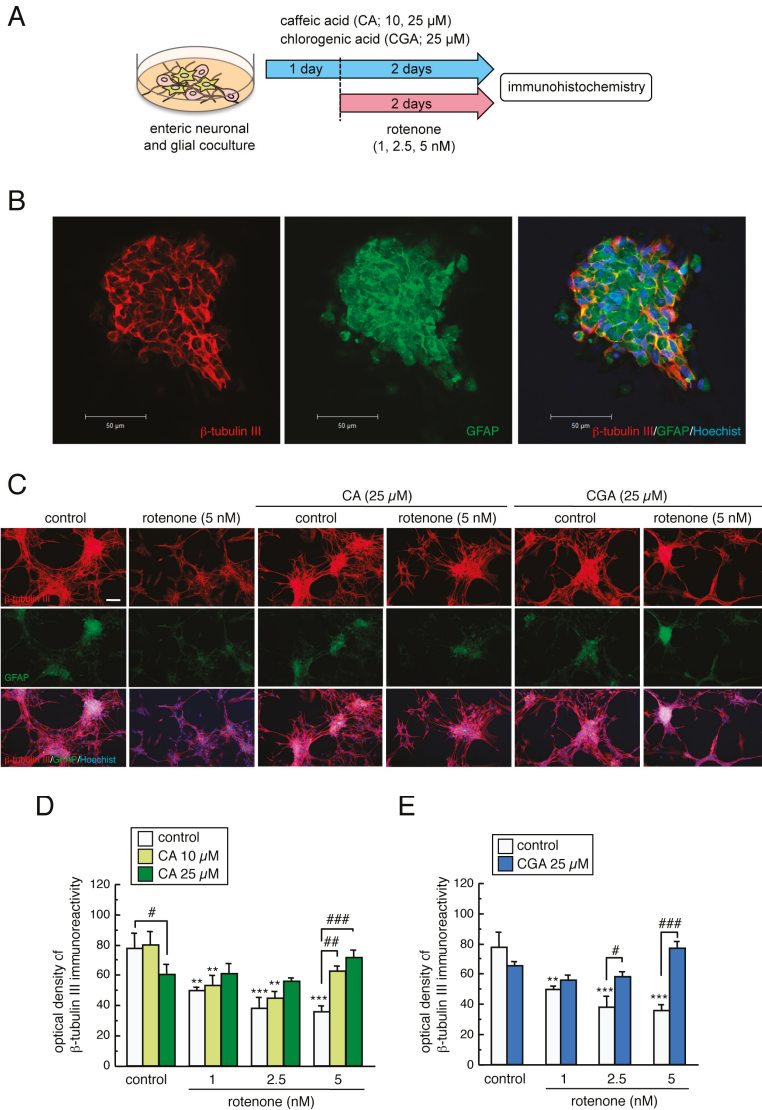 A
caffeic acid (CA; 10, 25 µM)
chlorogenic acid (CGA; 25 µM)
1 day
2 days
2 days
immunohistochemistry
enteric neuronal
and glial coculture
rotenone
(1, 2.5, 5 nM)
B
50 µm
β-tubulin III
50 µm
GFAP
50 µm
β-tubulin III/GFAP/Hoechist
C
CA (25 µM)
CGA (25 µM)
control
rotenone (5 nM)
control
rotenone (5 nM)
control
rotenone (5 nM)
β-tubulin III
GFAP
β-tubulin III/GFAP/Hoechist
D
control
CA 10 µM
CA 25 µM
optical density of
β-tubulin III immunoreactivity
120
100
80
60
40
20
0
#
**
**
***
**
***
##
###
control
1
2.5
5
rotenone (nM)
E
control
CGA 25 µM
optical density of
β-tubulin III immunoreactivity
120
100
80
60
40
20
0
**
***
#
***
###
control
1
2.5
5
rotenone (nM)